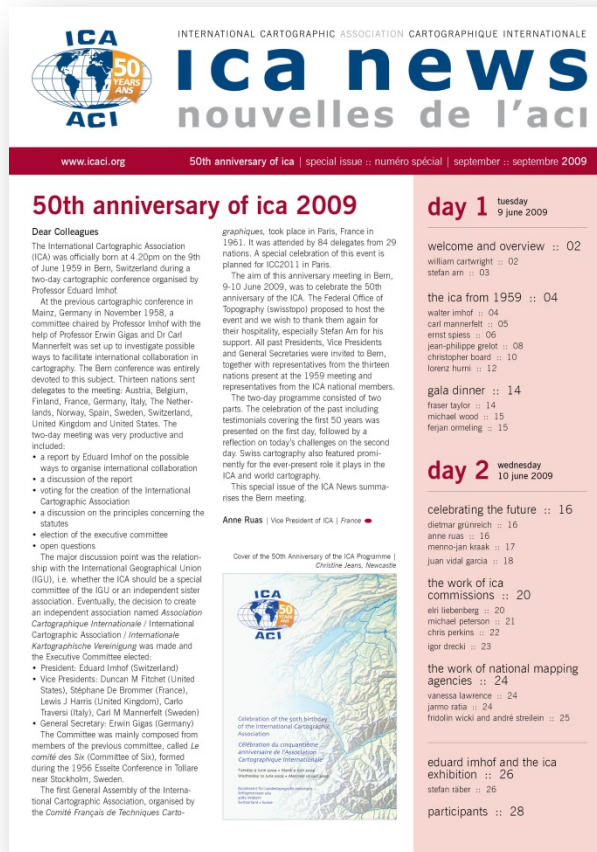 INTERNATIONAL CARTOGRAPHIC ASSOCIATION CARTOGRAPHIQUE INTERNATIONALE
ICA
50
YEARS
ANS
ACI
ica news
nouvelles de l'aci
www.icaci.org
50th anniversary of ica | special issue :: numéro spécial | september :: septembre 2009
50th anniversary of ica 2009
Dear Colleagues
The International Cartographic Association
(ICA) was officially born at 4.20pm on the 9th
of June 1959 in Bern, Switzerland during a
two-day cartographic conference organised by
Professor Eduard Imhof.
At the previous cartographic conference in
Mainz, Germany in November 1958, a
committee chaired by Professor Imhof with the
help of Professor Erwin Gigas and Dr Carl
Mannerfelt was set up to investigate possible
ways to facilitate international collaboration in
cartography. The Bern conference was entirely
devoted to this subject. Thirteen nations sent
delegates to the meeting: Austria, Belgium,
Finland, France, Germany, Italy, The Nether-
lands, Norway, Spain, Sweden, Switzerland,
United Kingdom and United States. The
two-day meeting was very productive and
included:
• a report by Eduard Imhof on the possible
ways to organise international collaboration
• a discussion of the report
• voting for the creation of the International
Cartographic Association
• a discussion on the principles concerning the
statutes
• election of the executive committee
• open questions
The major discussion point was the relation-
ship with the International Geographical Union
(IGU), i.e. whether the ICA should be a special
committee of the IGU or an independent sister
association. Eventually, the decision to create
an independent association named Association
Cartographique Internationale / International
Cartographic Association / Internationale
Kartographische Vereinigung was made and
the Executive Committee elected:
• President: Eduard Imhof (Switzerland)
• Vice Presidents: Duncan M Fitchet (United
States), Stéphane De Brommer (France),
Lewis J Harris (United Kingdom), Carlo
Traversi (Italy), Carl M Mannerfelt (Sweden)
• General Secretary: Erwin Gigas (Germany)
The Committee was mainly composed from
members of the previous committee, called Le
comité des Six (Committee of Six), formed
during the 1956 Esselte Conference in Tollare
near Stockholm, Sweden.
The first General Assembly of the Interna-
tional Cartographic Association, organised by
the Comité Français de Techniques Carto-
graphiques, took place in Paris, France in
1961. It was attended by 84 delegates from 29
nations. A special celebration of this event is
planned for ICC2011 in Paris.
The aim of this anniversary meeting in Bern,
9-10 June 2009, was to celebrate the 50th
anniversary of the ICA. The Federal Office of
Topography (swisstopo) proposed to host the
event and we wish to thank them again for
their hospitality, especially Stefan Arn for his
support. All past Presidents, Vice Presidents
and General Secretaries were invited to Bern,
together with representatives from the thirteen
nations present at the 1959 meeting and
representatives from the ICA national members.
The two-day programme consisted of two
parts. The celebration of the past including
testimonials covering the first 50 years was
presented on the first day, followed by a
reflection on today's challenges on the second
day. Swiss cartography also featured promi-
nently for the ever-present role it plays in the
ICA and world cartography.
This special issue of the ICA News summa-
rises the Bern meeting.
Anne Ruas | Vice President of ICA | France
Cover of the 50th Anniversary of the ICA Programme |
Christine Jeans, Newcastle
ICA
50
YEARS
ANS
ACI
Celebration of the 50th birthday
of the International Cartographic
Association
Célébration du cinquantième
anniversaire de l'Association
Cartographique Internationale
day 1 tuesday
9 june 2009
welcome and overview :: 02
william cartwright :: 02
stefan arn :: 03
the ica from 1959 :: 04
walter imhof :: 04
carl mannerfelt :: 05
ernst spiess :: 06
jean-philippe grelot :: 08
christopher board :: 10
lorenz hurni :: 12
gala dinner :: 14
fraser taylor :: 14
michael wood :: 15
ferjan ormeling :: 15
day 2 wednesday
10 june 2009
celebrating the future :: 16
dietmar grünreich :: 16
anne ruas :: 16
menno-jan kraak :: 17
juan vidal garcia :: 18
the work of ica
commissions :: 20
elri liebenberg :: 20
michael peterson :: 21
chris perkins :: 22
igor drecki :: 23
the work of national mapping
agencies :: 24
vanessa lawrence :: 24
jarmo ratia :: 24
fridolin wicki and andré streilein :: 25
eduard imhof and the ica
exhibition :: 26
stefan räber :: 26
participants :: 28